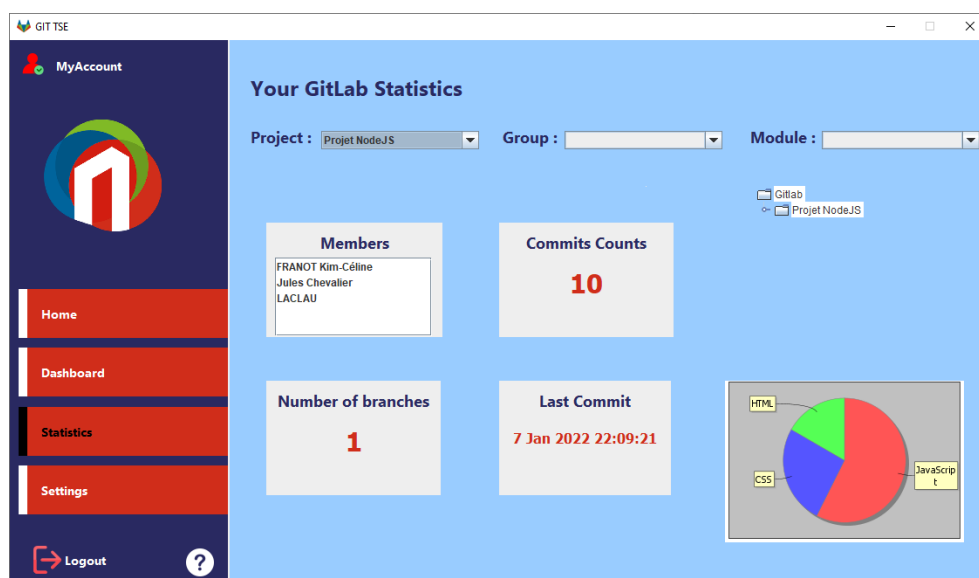 GIT TSE
MyAccount
Your GitLab Statistics
Project : Projet NodeJS Group : Module :
Gitlab
Projet NodeJS
Members
FRANOT Kim-Céline
Jules Chevalier
LACLAU
Commits Counts
10
Home
Dashboard
Statistics
Settings
Logout
?
Number of branches
1
Last Commit
7 Jan 2022 22:09:21
HTML
CSS
JavaScrip
t